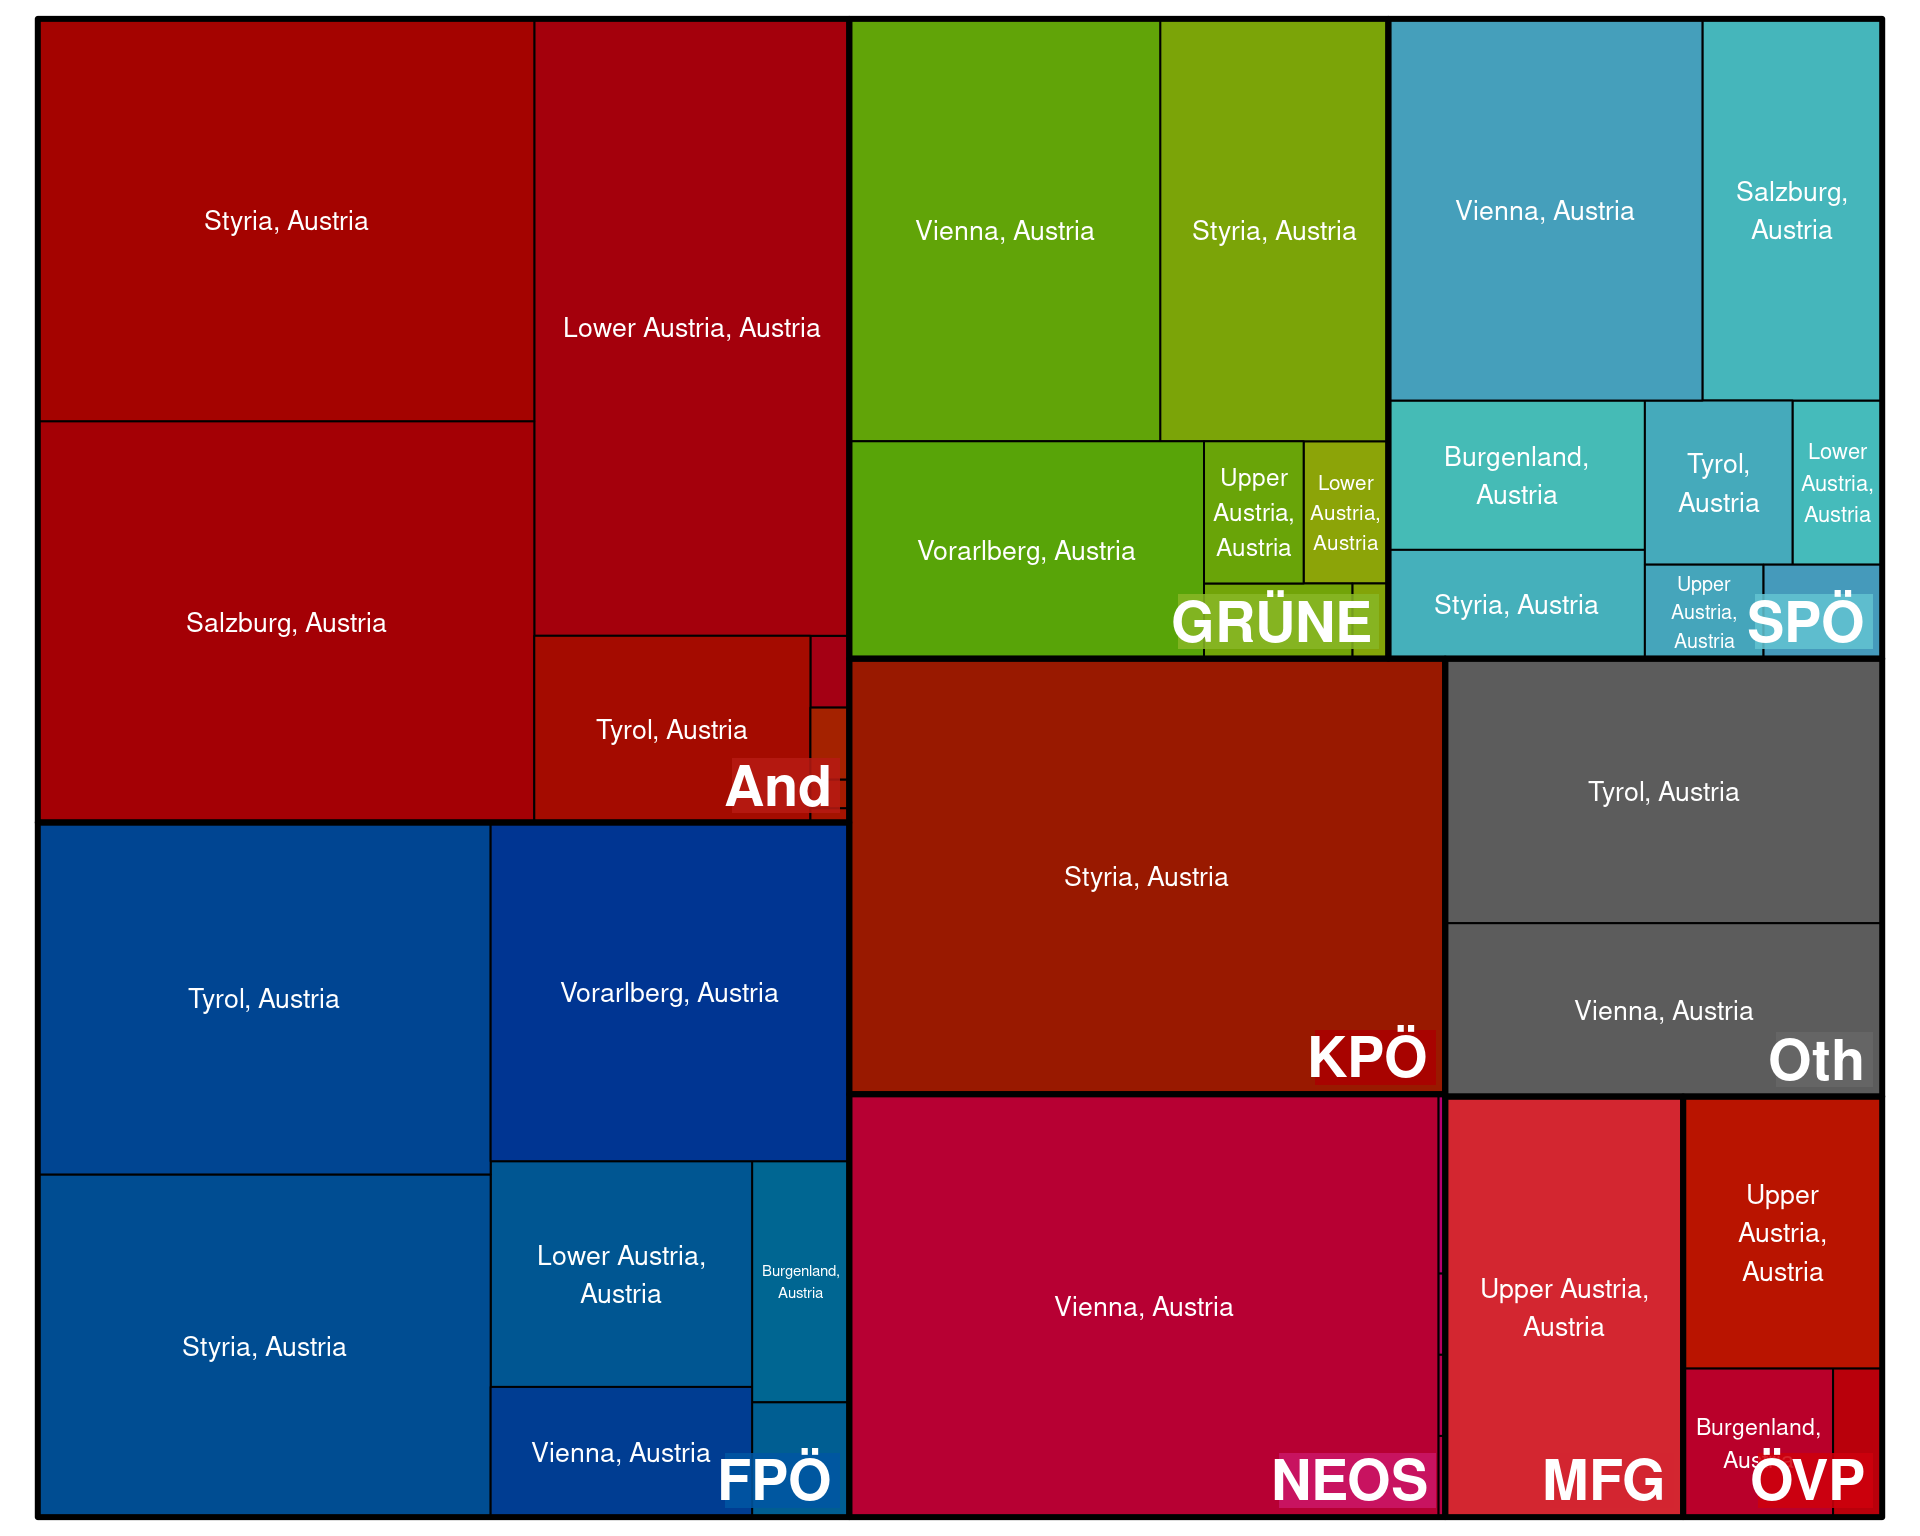 Styria, Austria
Lower Austria, Austria
Salzburg, Austria
Tyrol, Austria
And
Vienna, Austria
Styria, Austria
Vorarlberg, Austria
Upper
Austria,
Austria
Lower
Austria,
Austria
GRÜNE
Vienna, Austria
Salzburg,
Austria
Burgenland,
Austria
Tyrol,
Austria
Lower
Austria,
Austria
Styria, Austria
Upper
Austria,
Austria
SPÖ
Tyrol, Austria
Vorarlberg, Austria
Styria, Austria
Lower Austria,
Austria
Burgenland,
Austria
Vienna, Austria
FPÖ
Styria, Austria
KPÖ
Tyrol, Austria
Vienna, Austria
Oth
Vienna, Austria
NEOS
Upper Austria,
Austria
MFG
Upper
Austria,
Austria
Burgenland,
ÖVP